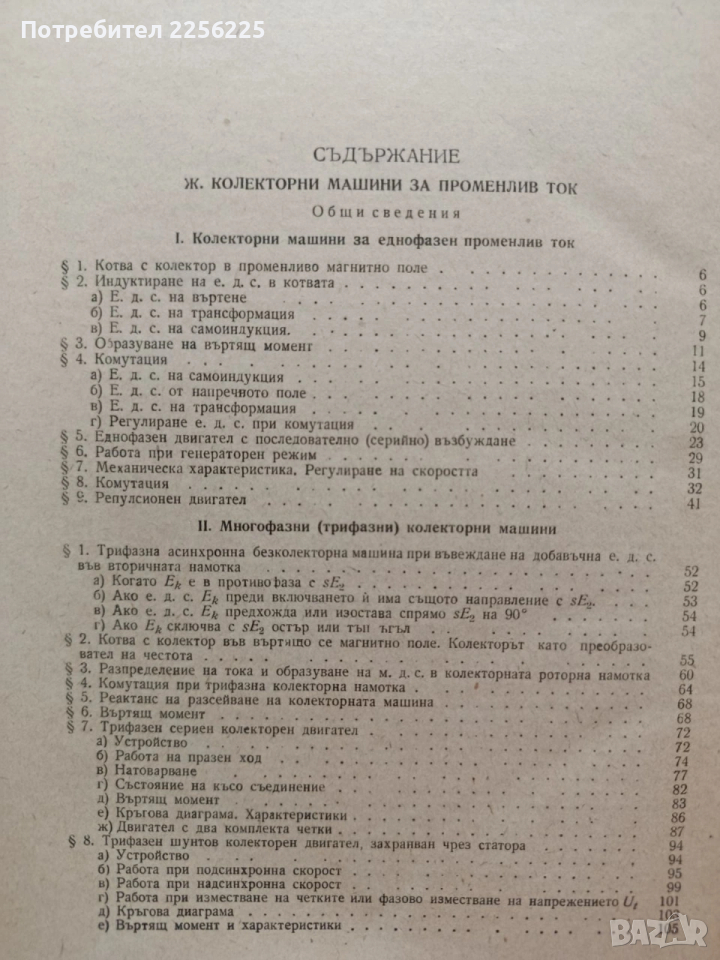 Потребител 2256225
СЪДЪРЖАНИЕ
Ж. КОЛЕКТОРНИ МАШИНИ ЗА ПРОМЕНЛИВ ТОК
Общи сведения
I. Колекторни машини за еднофазен променлив ток
§ 1. Котва с колектор в променливо магнитно поле . . . . . . . . 6
§ 2. Индуктиране на е. д. с. в котвата . . . . . . . . 6
а) Е. д. с. на въртене . . . . . . . . 6
б) Е. д. с. на трансформация . . . . . . . . 7
в) Е. д. с. на самоиндукция. . . . . . . . 9
§ 3. Образуване на въртящ момент . . . . . . . . 11
§ 4. Комутация . . . . . . . . 14
а) Е. д. с. на самоиндукция . . . . . . . . 15
б) Е. д. с. от напречното поле . . . . . . . . 18
в) Е. д. с. на трансформация . . . . . . . . 19
г) Регулиране е. д. с. при комутация . . . . . . . . 20
§ 5. Еднофазен двигател с последователно (серийно) възбуждане . . . . 23
§ 6. Работа при генераторен режим . . . . . . . . 29
§ 7. Механическа характеристика. Регулиране на скоростта . . . . . . 31
§ 8. Комутация . . . . . . . . 32
§ 9. Репулсионен двигател . . . . . . . . 41
II. Многофазни (трифазни) колекторни машини
§ 1. Трифазна асинхронна безколекторна машина при въвеждане на добавъчна е. д. с.
във вторичната намотка . . . . . . . . 52
а) Когато Eₖ е в противофаза с sE₂ . . . . . . . . 52
б) Ако е. д. с. Eₖ преди включването ѝ има същото направление с sE₂. . . . 53
в) Ако е. д. с. Eₖ предхожда или изостава спрямо sE₂ на 90° . . . . . . 54
г) Ако Eₖ сключва с sE₂ остър или тъп ъгъл . . . . . . . . 54
§ 2. Котва с колектор във въртящо се магнитно поле. Колекторът като преобразо-
вател на честота . . . . . . . . 55
§ 3. Разпределение на тока и образуване на м. д. с. в колекторната роторна намотка 60
§ 4. Комутация при трифазна колекторна намотка . . . . . . . . 64
§ 5. Реактанс на разсейване на колекторната машина . . . . . . . . 68
§ 6. Въртящ момент . . . . . . . . 68
§ 7. Трифазен сериен колекторен двигател . . . . . . . . 72
а) Устройство . . . . . . . . 72
б) Работа на празен ход . . . . . . . . 74
в) Натоварване . . . . . . . . 77
г) Състояние на късо съединение . . . . . . . . 82
д) Въртящ момент . . . . . . . . 83
е) Кръгова диаграма. Характеристики . . . . . . . . 86
ж) Двигател с два комплекта четки . . . . . . . . 87
§ 8. Трифазен шунтов колекторен двигател, захранван чрез статора . . . . 94
а) Устройство . . . . . . . . 94
б) Работа при подсинхронна скорост . . . . . . . . 95
в) Работа при надсинхронна скорост . . . . . . . . 99
г) Работа при изместване на четките или фазово изместване на напрежението Uₜ 101
д) Кръгова диаграма . . . . . . . .
е) Въртящ момент и характеристики . . . . . . . . 105
BAZAR